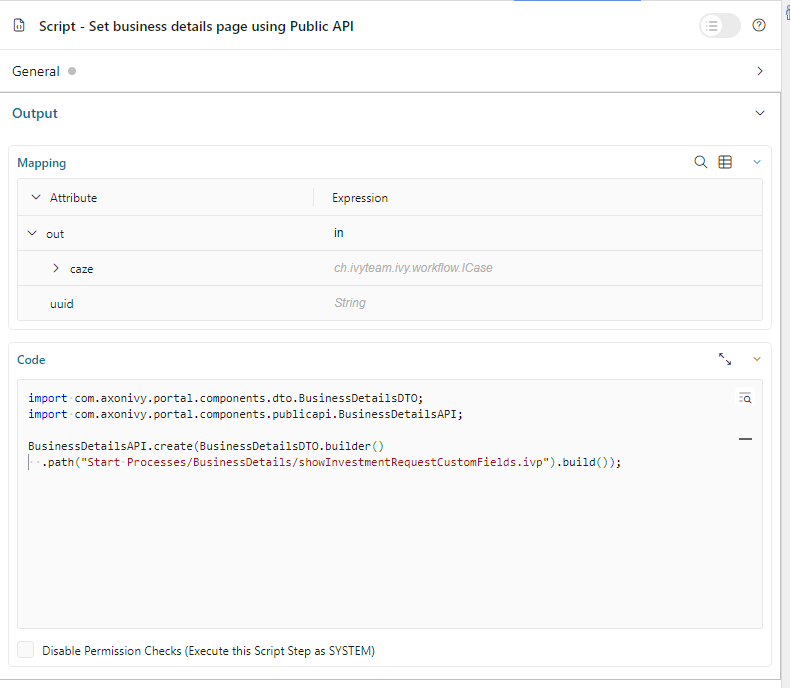 Script - Set business details page using Public API
General
Output
Mapping
Attribute Expression
out in
caze ch.ivyteam.ivy.workflow.ICase
uuid String
Code
import com.axonivy.portal.components.dto.BusinessDetailsDTO;
import com.axonivy.portal.components.publicapi.BusinessDetailsAPI;
BusinessDetailsAPI.create(BusinessDetailsDTO.builder()
.path("Start Processes/BusinessDetails/showInvestmentRequestCustomFields.ivp").build());
Disable Permission Checks (Execute this Script Step as SYSTEM)